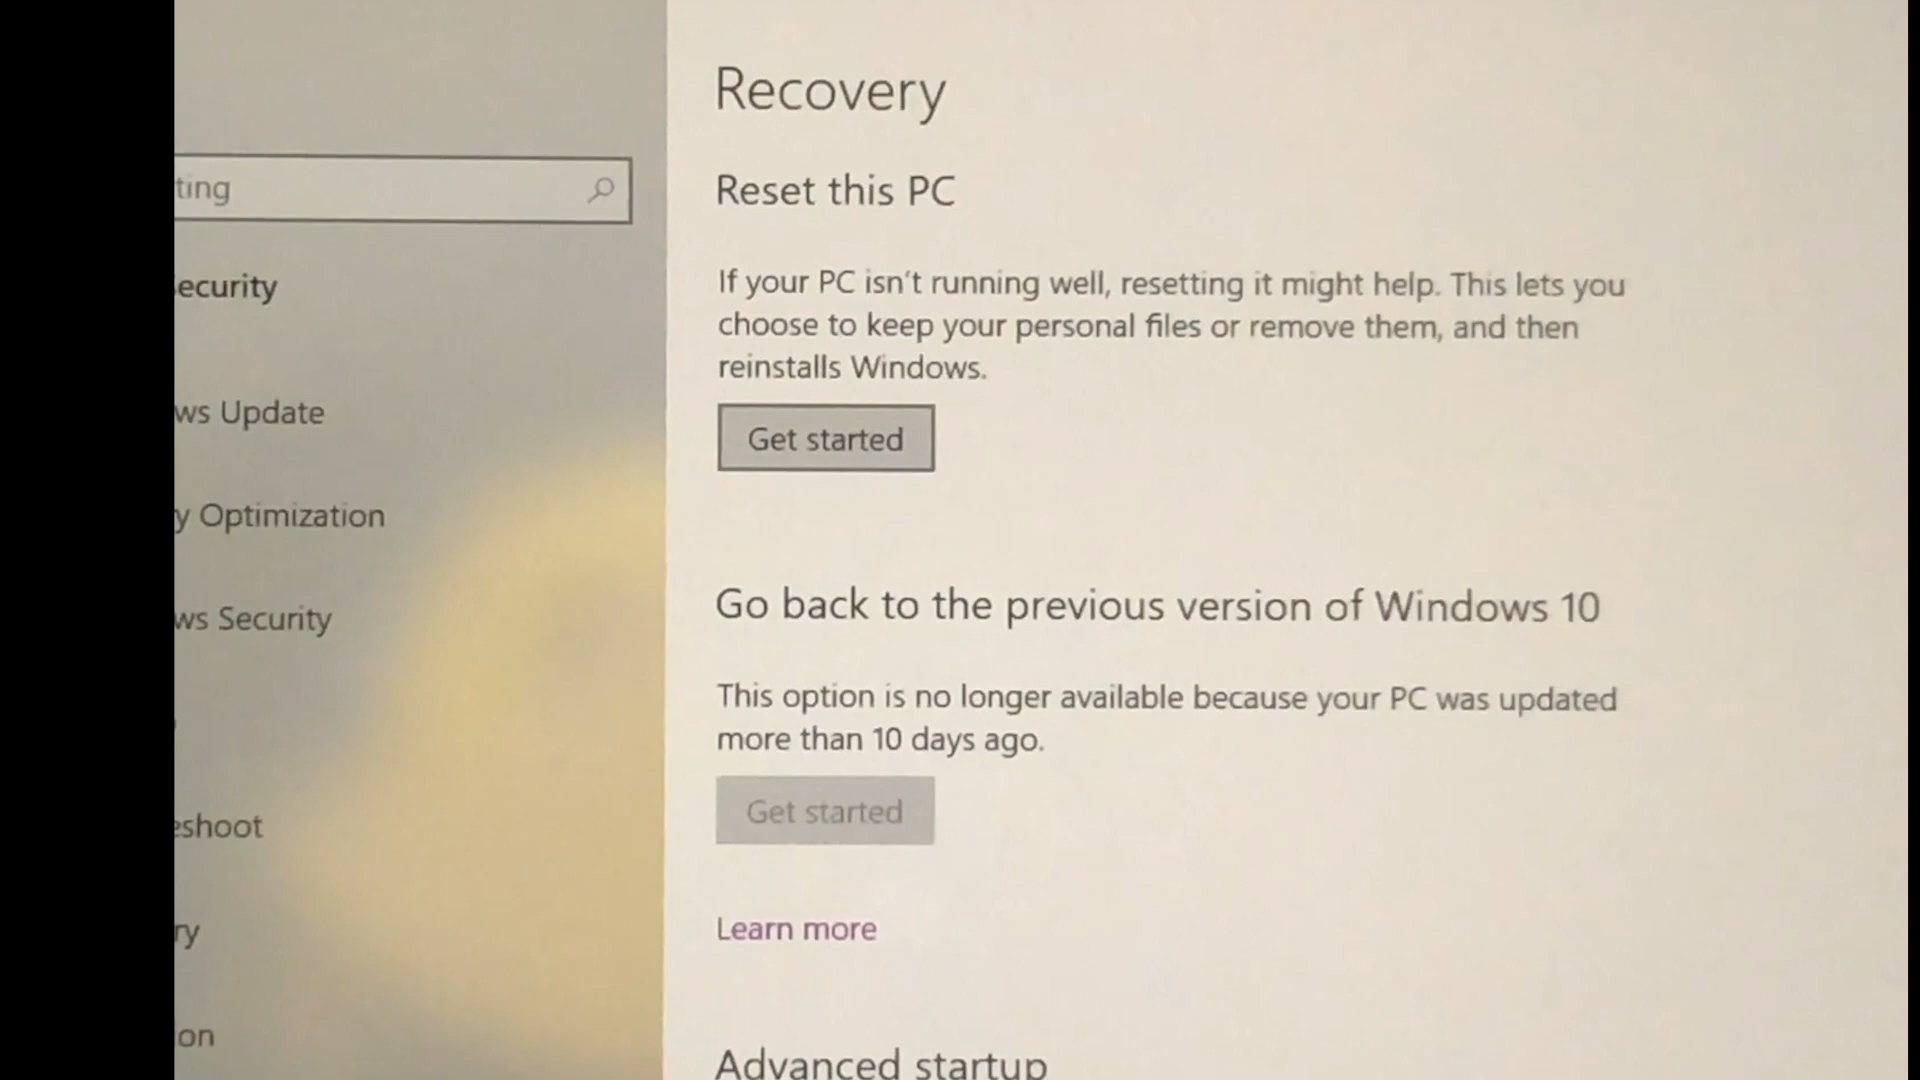 Recovery
ting
Reset this PC
ecurity
If your PC isn't running well, resetting it might help. This lets you
choose to keep your personal files or remove them, and then
reinstalls Windows.
Get started
ws Update
y Optimization
ws Security
Go back to the previous version of Windows 10
This option is no longer available because your PC was updated
more than 10 days ago.
Get started
eshoot
ry
Learn more
on
Advanced startup